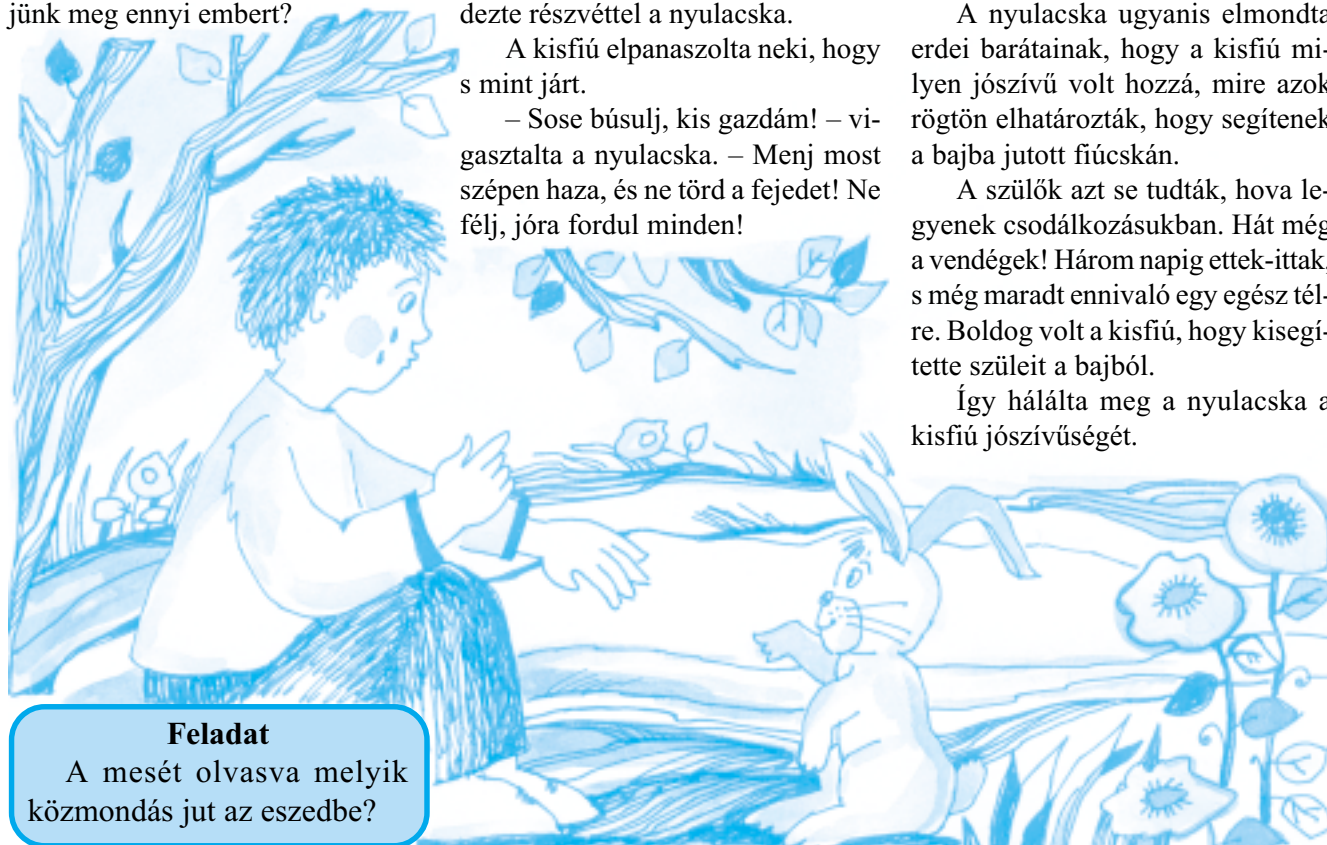 jünk meg ennyi embert?
dezte részvéttel a nyulacska.
A kisfiú elpanaszolta neki, hogy
s mint járt.
– Sose búsulj, kis gazdám! – vi-
gasztalta a nyulacska. – Menj most
szépen haza, és ne törd a fejedet! Ne
félj, jóra fordul minden!
A nyulacska ugyanis elmondta
erdei barátainak, hogy a kisfiú mi-
lyen jószívű volt hozzá, mire azok
rögtön elhatározták, hogy segítenek
a bajba jutott fiúcskán.
A szülők azt se tudták, hova le-
gyenek csodálkozásukban. Hát még
a vendégek! Három napig ettek-ittak,
s még maradt ennivaló egy egész tél-
re. Boldog volt a kisfiú, hogy kisegí-
tette szüleit a bajból.
Így hálálta meg a nyulacska a
kisfiú jószívűségét.
Feladat
A mesét olvasva melyik
közmondás jut az eszedbe?